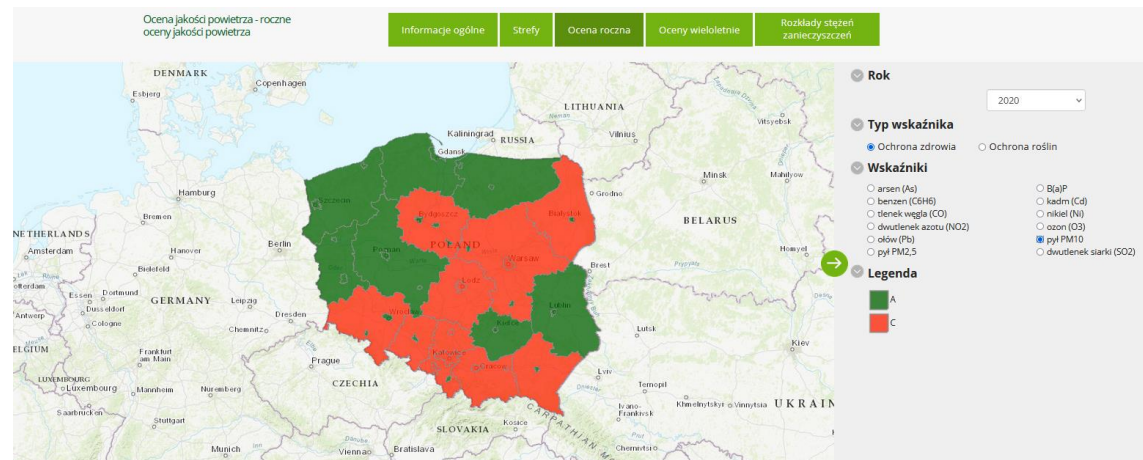 Ocena jakości powietrza - roczne
oceny jakości powietrza
Informacje ogólne
Strefy
Ocena roczna
Oceny wieloletnie
Rozkłady stężeń
zanieczyszczeń
DENMARK
Copenhagen
Esbjerg
LITHUANIA
Vitsyebsk
Kaliningrad
RUSSIA
Vilnius
Gdansk
Minsk
Mahilyow
Hamburg
Grodno
Szczecin
Bydgoszcz
Bialystok
Bremen
BELARUS
NETHERLANDS
Amsterdam
Hanover
Berlin
Poznan
POLAND
Warsaw
Homyel
Bielefeld
Brest
Lodz
Essen
Dortmund
Dusseldorf
GERMANY
Leipzig
Lublin
Antwerp
Cologne
Dresden
Wroclaw
Kielce
Chemnitz
Lutsk
Kiev
ELGIUM
Frankfurt
am Main
Prague
Katowice
Cracow
Lviv
LUXEMBOURG
Luxembourg
Mannheim
Nuremberg
CZECHIA
Ternopil
Saarbrucken
Ivano-
Frankivsk
Khmelnytskyi
Vinnytsia
UKRAIN
Stuttgart
SLOVAKIA
Kosice
CARPATHIAN
Munich
Danube
Vienna
Bratislava
Chernivtsi
Rok
2020
Typ wskaźnika
Ochrona zdrowia
Ochrona roślin
Wskaźniki
arsen (As)
benzen (C6H6)
tlenek węgla (CO)
dwutlenek azotu (NO2)
ołów (Pb)
pył PM2,5
B(a)P
kadm (Cd)
nikiel (Ni)
ozon (O3)
pył PM10
dwutlenek siarki (SO2)
Legenda
A
C